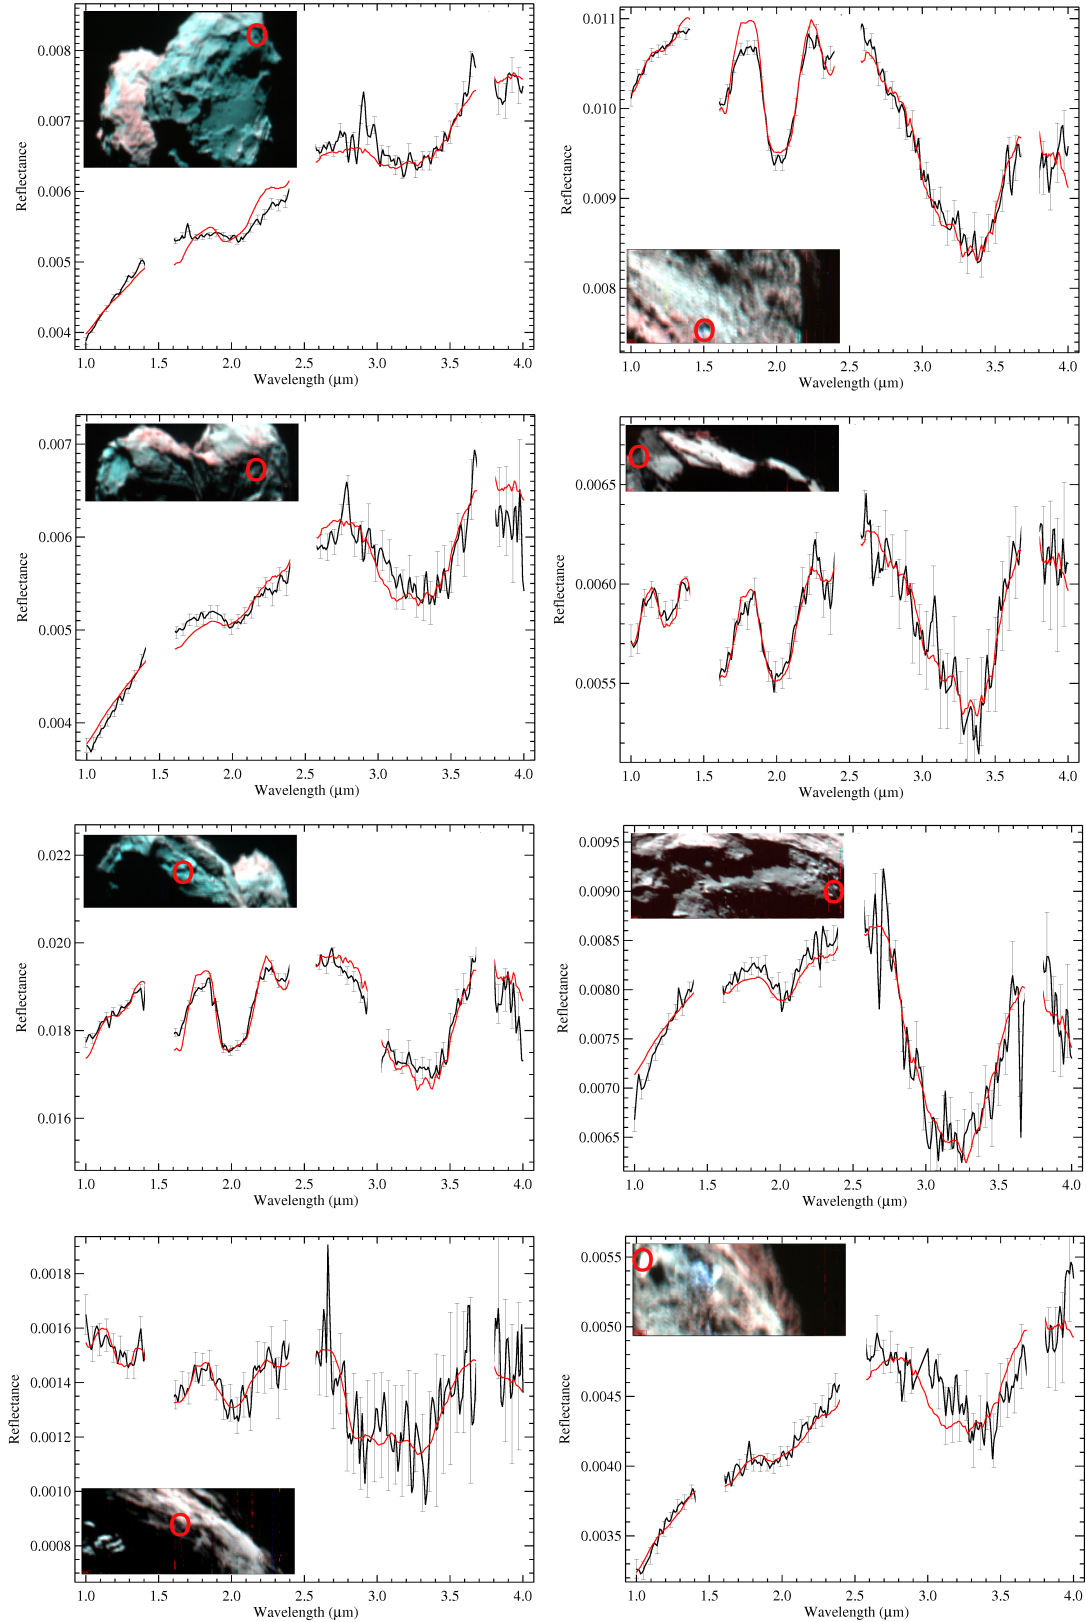 0.008
0.007
0.006
0.005
0.004
Reflectance
1.0 1.5 2.0 2.5 3.0 3.5 4.0
Wavelength (μm)
0.011
0.010
0.009
0.008
Reflectance
1.0 1.5 2.0 2.5 3.0 3.5 4.0
Wavelength (μm)
0.007
0.006
0.005
0.004
Reflectance
1.0 1.5 2.0 2.5 3.0 3.5 4.0
Wavelength (μm)
0.0065
0.0060
0.0055
Reflectance
1.0 1.5 2.0 2.5 3.0 3.5 4.0
Wavelength (μm)
0.022
0.020
0.018
0.016
Reflectance
1.0 1.5 2.0 2.5 3.0 3.5 4.0
Wavelength (μm)
0.0095
0.0090
0.0085
0.0080
0.0075
0.0070
0.0065
Reflectance
1.0 1.5 2.0 2.5 3.0 3.5 4.0
Wavelength (μm)
0.0018
0.0016
0.0014
0.0012
0.0010
0.0008
Reflectance
1.0 1.5 2.0 2.5 3.0 3.5 4.0
Wavelength (μm)
0.0055
0.0050
0.0045
0.0040
0.0035
Reflectance
1.0 1.5 2.0 2.5 3.0 3.5 4.0
Wavelength (μm)